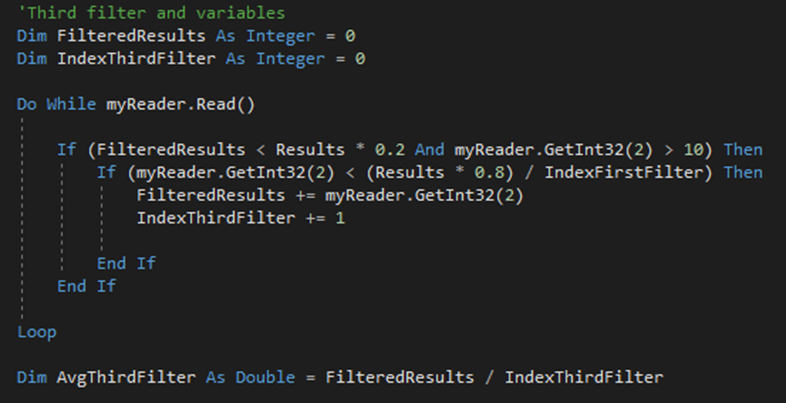 'Third filter and variables
Dim FilteredResults As Integer = 0
Dim IndexThirdFilter As Integer = 0
Do While myReader.Read()
If (FilteredResults < Results * 0.2 And myReader.GetInt32(2) > 10) Then
If (myReader.GetInt32(2) < (Results * 0.8) / IndexFirstFilter) Then
FilteredResults += myReader.GetInt32(2)
IndexThirdFilter += 1
End If
End If
Loop
Dim AvgThirdFilter As Double = FilteredResults / IndexThirdFilter